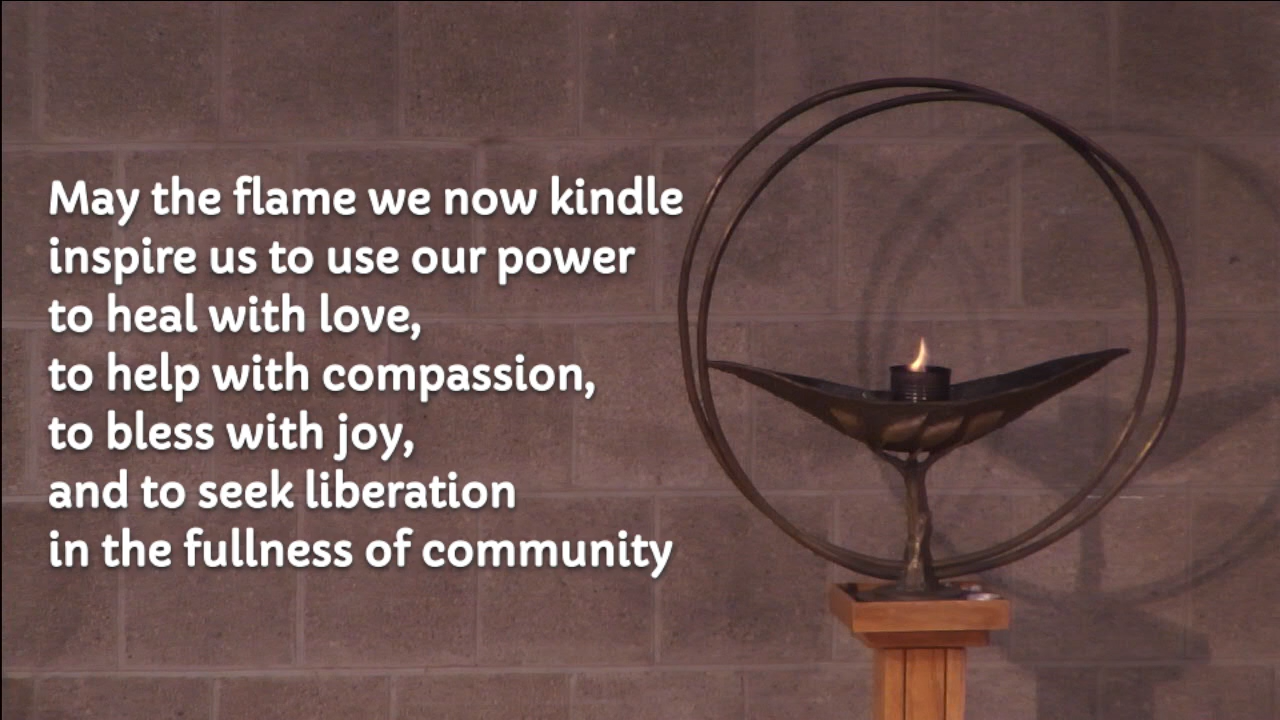 May the flame we now kindle
inspire us to use our power
to heal with love,
to help with compassion,
to bless with joy,
and to seek liberation
in the fullness of community